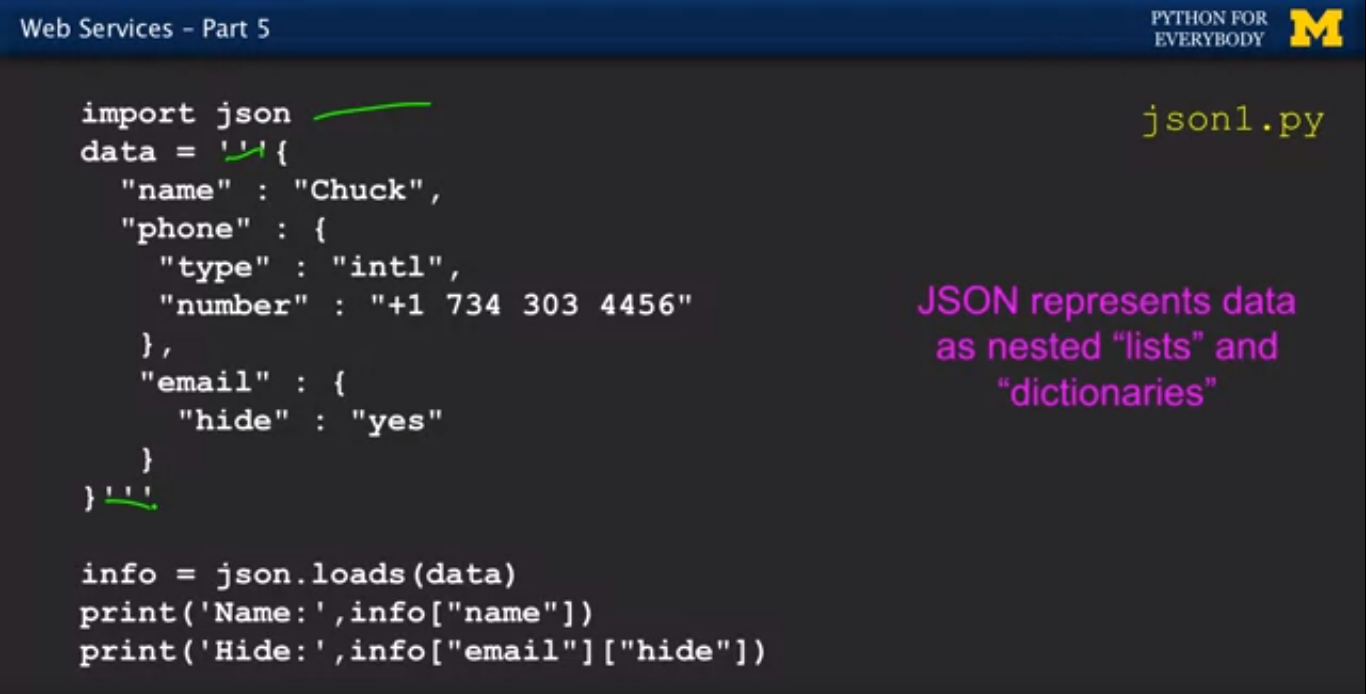 Web Services – Part 5
PYTHON FOR
EVERYBODY
M
json1.py
import json
data = '''{
  "name" : "Chuck",
  "phone" : {
    "type" : "intl",
    "number" : "+1 734 303 4456"
   },
   "email" : {
     "hide" : "yes"
   }
}'''
info = json.loads(data)
print('Name:',info["name"])
print('Hide:',info["email"]["hide"])
JSON represents data
as nested “lists” and
“dictionaries”